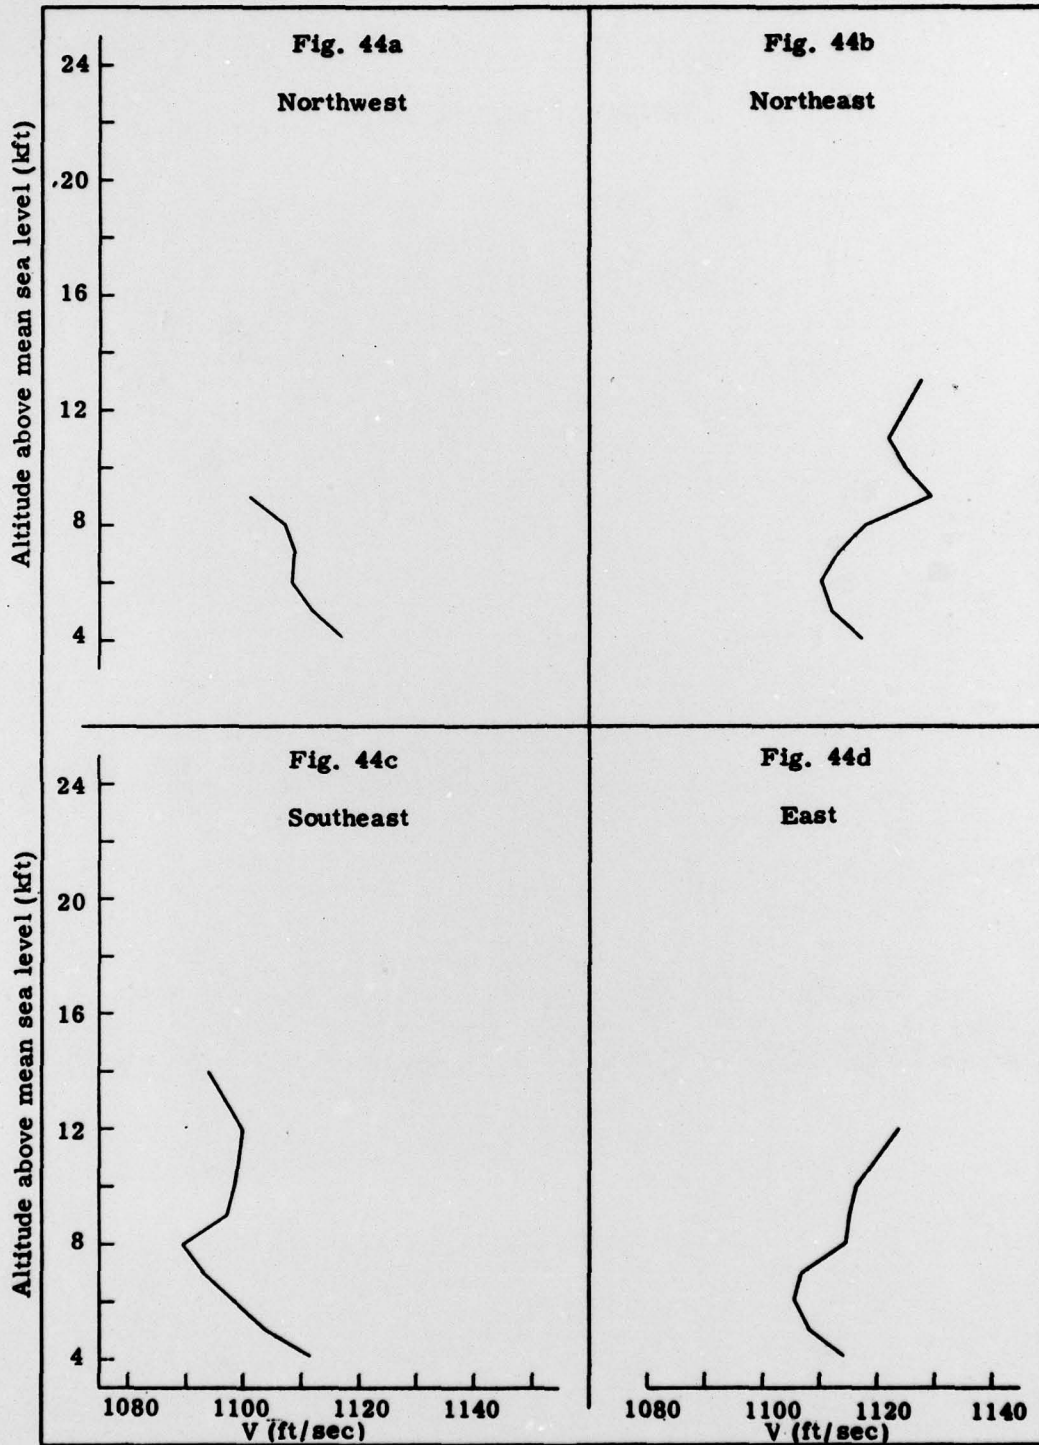 Fig. 44a
Northwest
24
20
16
12
8
4
Altitude above mean sea level (kft)
Fig. 44b
Northeast
Fig. 44c
Southeast
24
20
16
12
8
4
Altitude above mean sea level (kft)
1080 1100 1120 1140
V (ft/sec)
Fig. 44d
East
1080 1100 1120 1140
V (ft/sec)